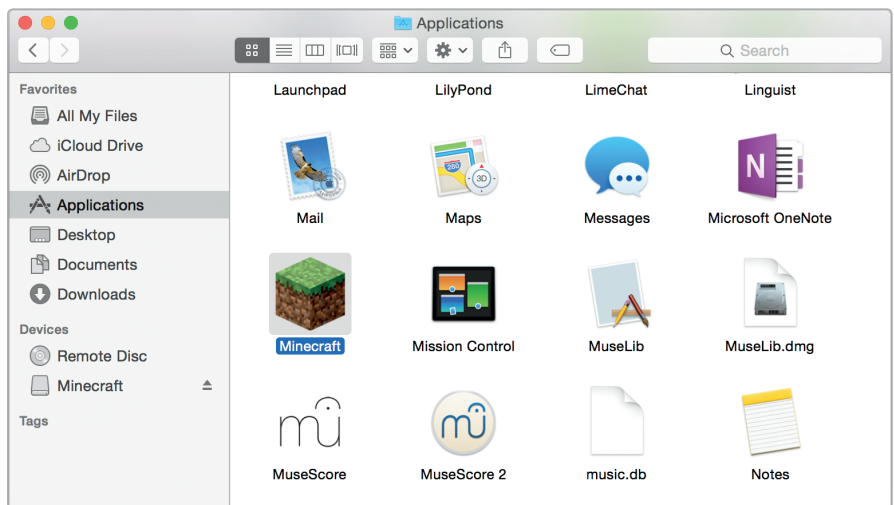 Applications
Search
Favorites
All My Files
iCloud Drive
AirDrop
Applications
Desktop
Documents
Downloads
Devices
Remote Disc
Minecraft
Tags
Launchpad LilyPond LimeChat Linguist
280
3D
N
Mail Maps Messages Microsoft OneNote
Minecraft Mission Control MuseLib MuseLib.dmg
MuseScore MuseScore 2 music.db Notes